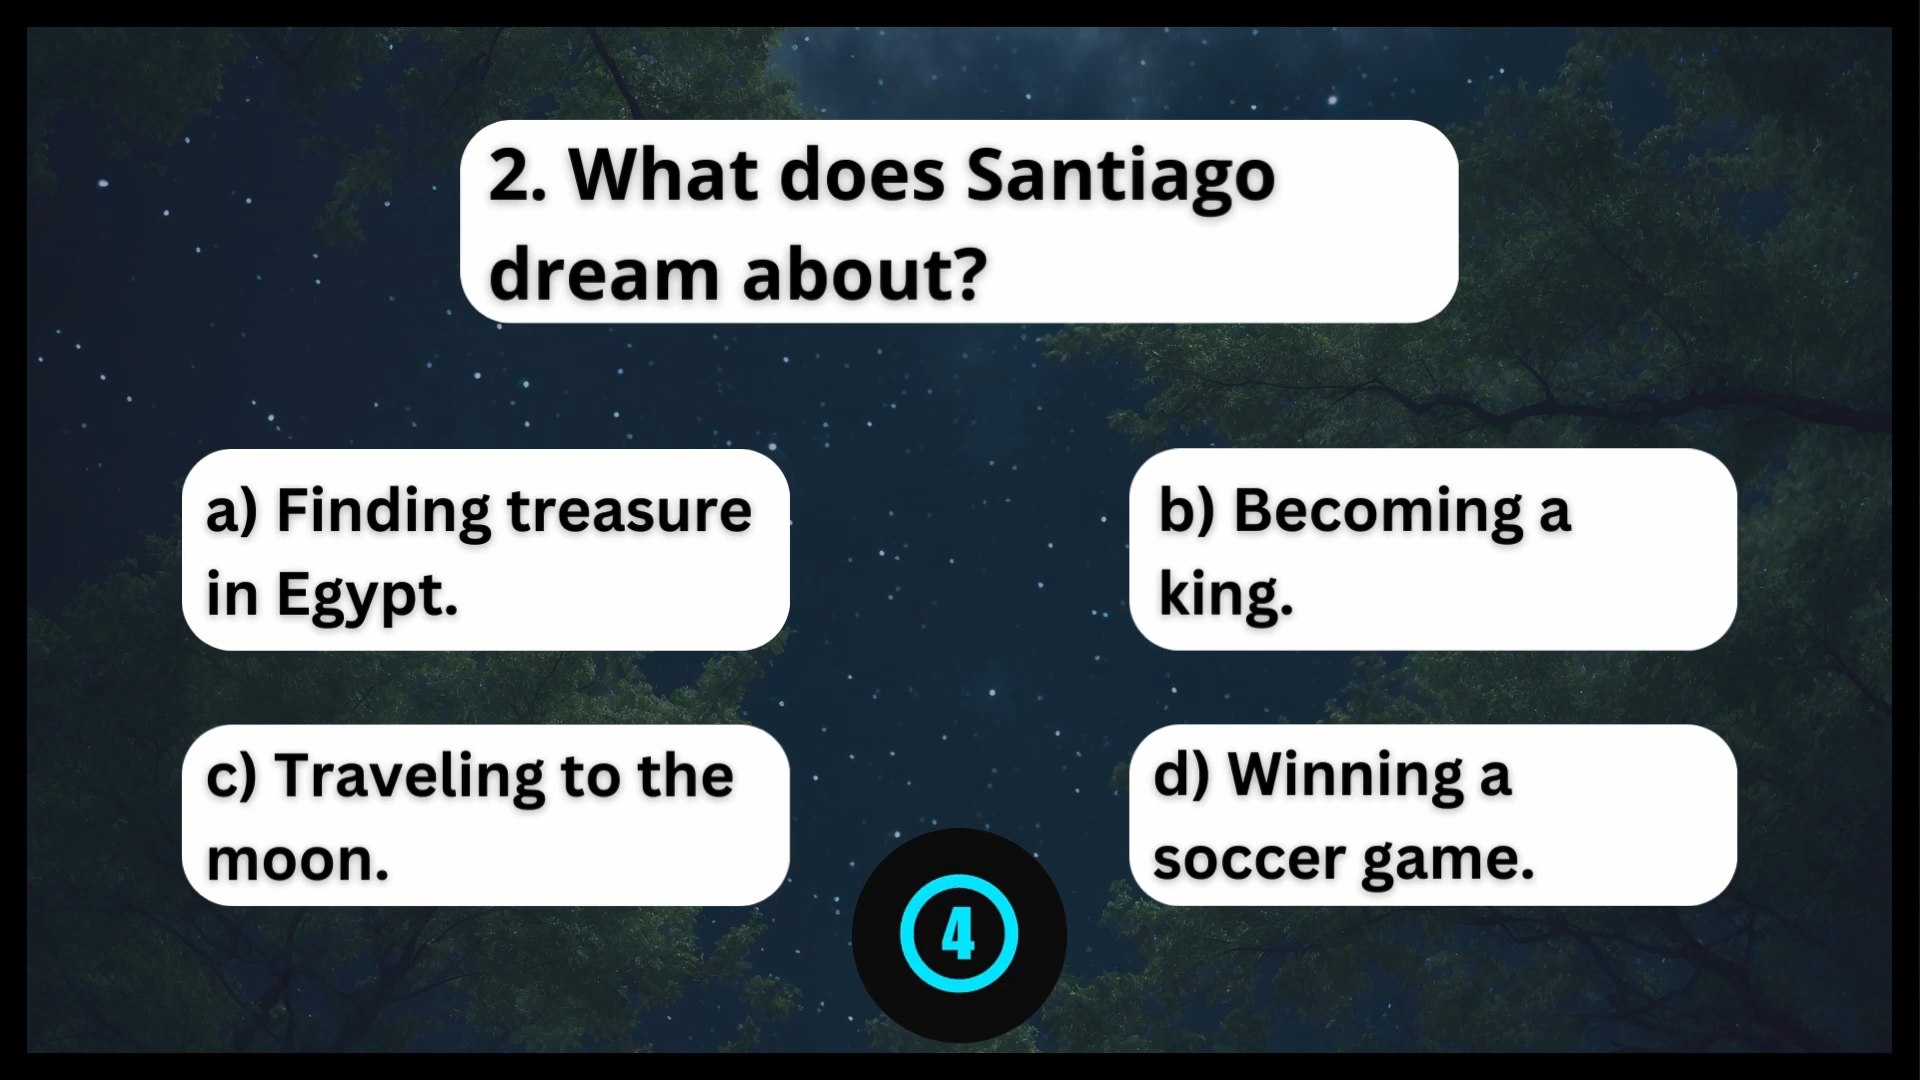 2. What does Santiago
dream about?
a) Finding treasure
in Egypt.
b) Becoming a
king.
c) Traveling to the
moon.
d) Winning a
soccer game.
4